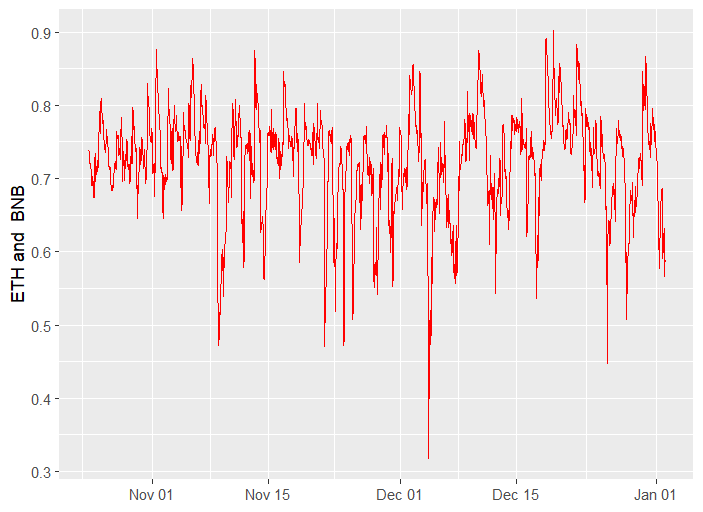 ETH and  BNB
0.9
0.8
0.7
0.6
0.5
0.4
0.3
Nov 01
Nov 15
Dec 01
Dec 15
Jan 01